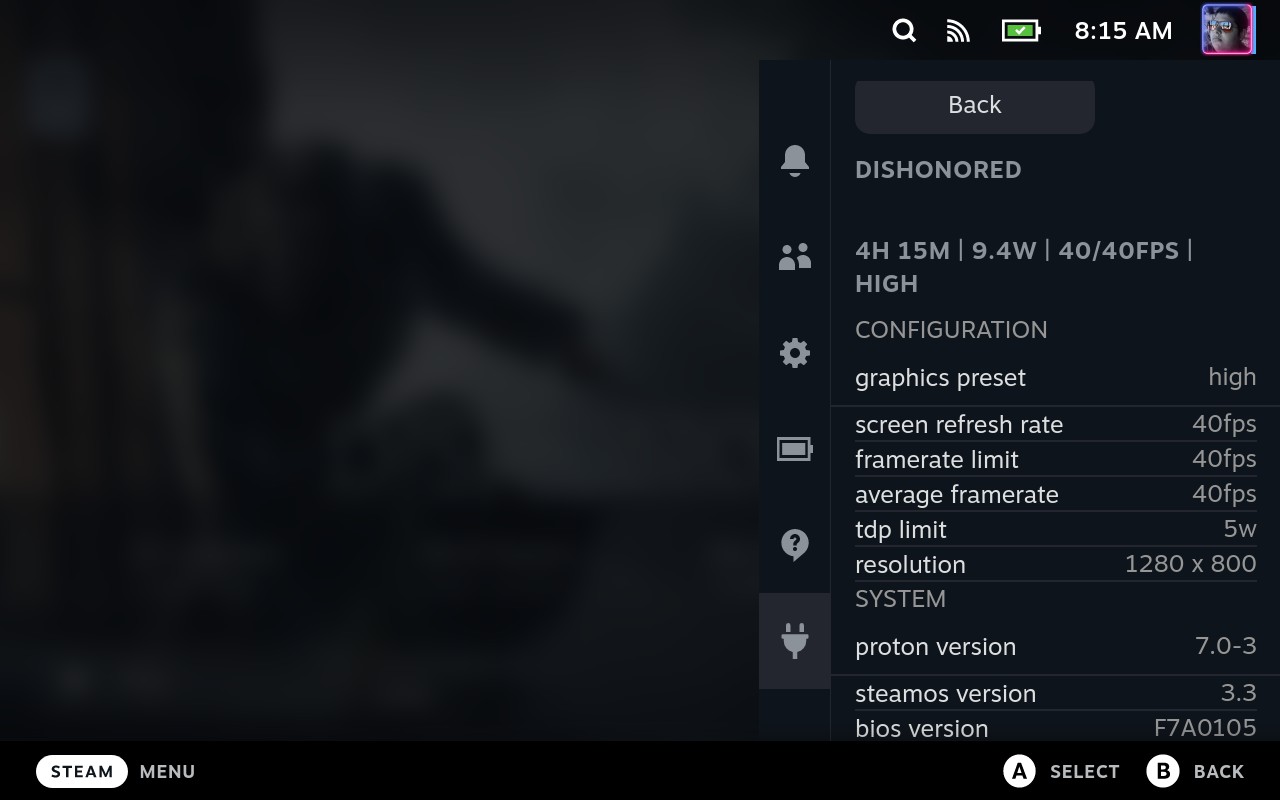 8:15 AM
Back
DISHONORED
4H 15M | 9.4W | 40/40FPS |
HIGH
CONFIGURATION
graphics preset high
screen refresh rate 40fps
framerate limit 40fps
average framerate 40fps
tdp limit 5w
resolution 1280 x 800
SYSTEM
proton version 7.0-3
steamos version 3.3
bios version F7A0105
STEAM MENU A SELECT B BACK